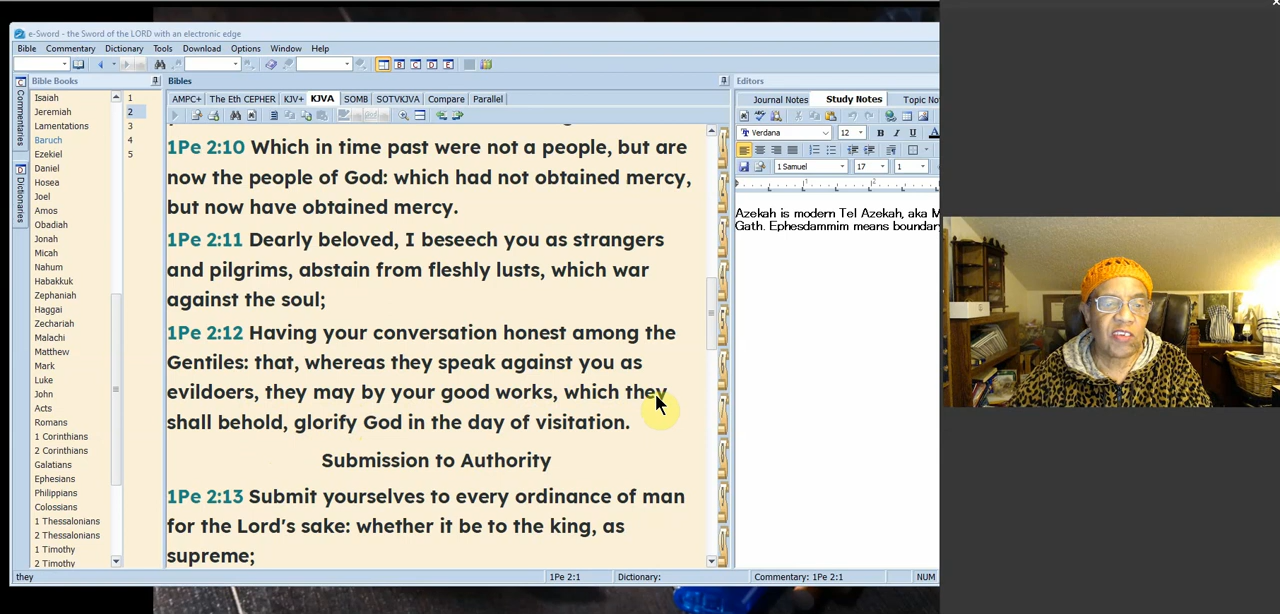 e-Sword - the Sword of the LORD with an electronic edge
Bible Commentary Dictionary Tools Download Options Window Help
B C D E
Bible Books
Bibles
Editors
Commentaries
Dictionaries
Isaiah
Jeremiah
Lamentations
Baruch
Ezekiel
Daniel
Hosea
Joel
Amos
Obadiah
Jonah
Micah
Nahum
Habakkuk
Zephaniah
Haggai
Zechariah
Malachi
Matthew
Mark
Luke
John
Acts
Romans
1 Corinthians
2 Corinthians
Galatians
Ephesians
Philippians
Colossians
1 Thessalonians
2 Thessalonians
1 Timothy
2 Timothy
1
2
3
4
5
AMPC+ The Eth CEPHER KJV+ KJVA SOMB SOTVKJVA Compare Parallel
1Pe 2:10 Which in time past were not a people, but are
now the people of God: which had not obtained mercy,
but now have obtained mercy.
1Pe 2:11 Dearly beloved, I beseech you as strangers
and pilgrims, abstain from fleshly lusts, which war
against the soul;
1Pe 2:12 Having your conversation honest among the
Gentiles: that, whereas they speak against you as
evildoers, they may by your good works, which they
shall behold, glorify God in the day of visitation.
Submission to Authority
1Pe 2:13 Submit yourselves to every ordinance of man
for the Lord's sake: whether it be to the king, as
supreme;
Journal Notes Study Notes Topic No
Verdana 12 B I U A
1 Samuel 17 1
1 2
Azekah is modern Tel Azekah, aka M
Gath. Ephesdammim means boundar
they 1Pe 2:1 Dictionary: Commentary: 1Pe 2:1 NUM